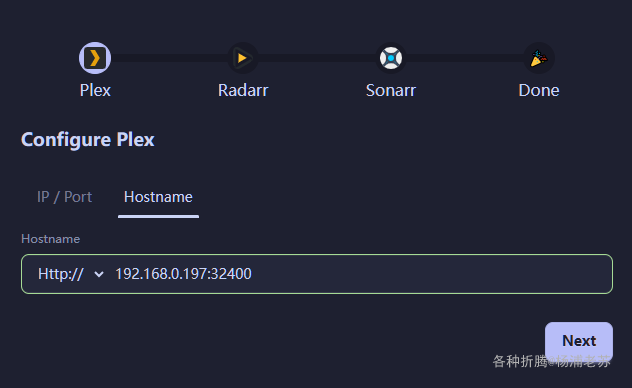 Plex Radarr Sonarr Done
Configure Plex
IP / Port Hostname
Hostname
Http:// 192.168.0.197:32400
Next
各种折腾@杨浦老苏